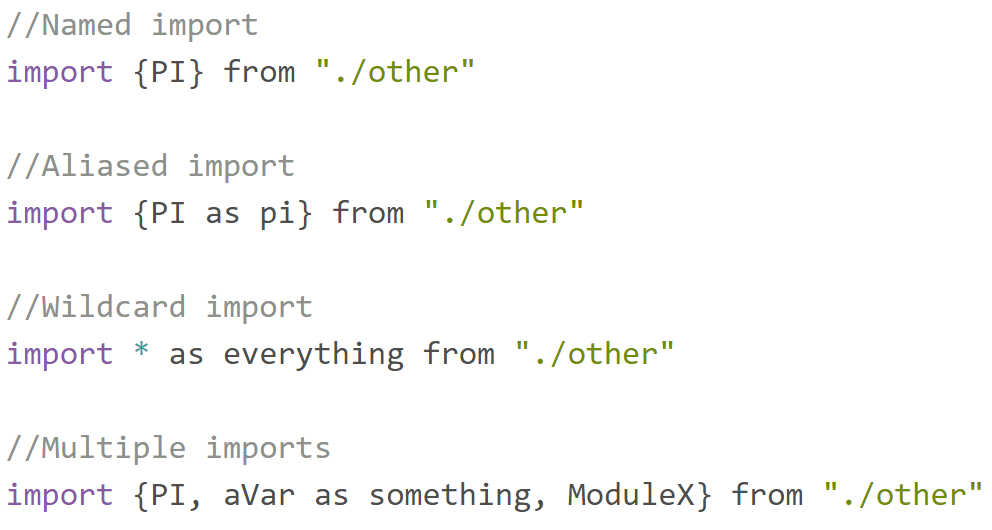 //Named import
import {PI} from "./other"
//Aliased import
import {PI as pi} from "./other"
//Wildcard import
import * as everything from "./other"
//Multiple imports
import {PI, aVar as something, ModuleX} from "./other"